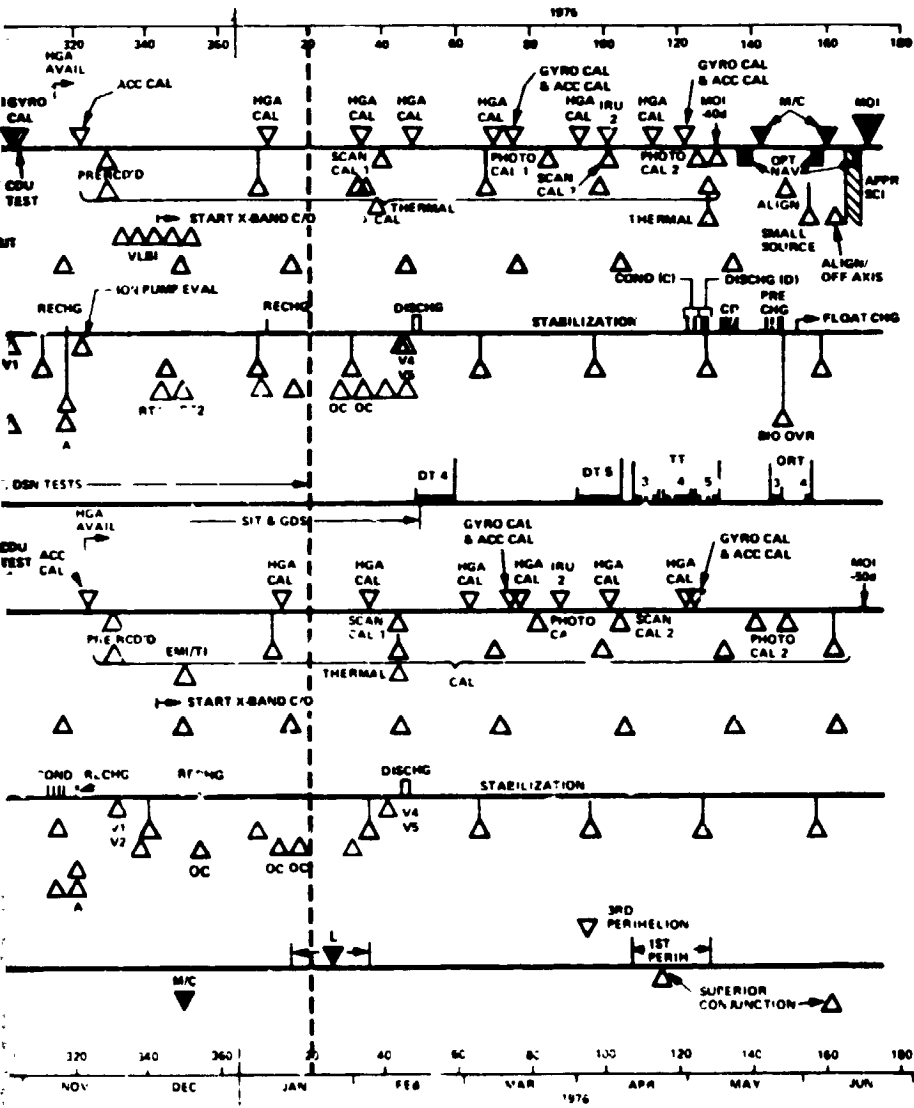 1976
320 340 360 20 40 60 80 100 120 140 160 180
HGA
AVAIL
GYRO
CAL
ACC CAL
HGA
CAL
HGA
CAL
HGA
CAL
HGA
CAL
GYRO CAL
& ACC CAL
HGA
CAL
IRU
2
HGA
CAL
GYRO CAL
& ACC CAL
MOI
-60d
M/C
MOI
CDU
TEST
PRE RCD'D
SCAN
CAL 1
PHOTO
CAL 1
SCAN
CAL 2
PHOTO
CAL 2
OPT
NAV
APPR
SCI
THERMAL
CAL
THERMAL
ALIGN
SMALL
SOURCE
ALIGN/
OFF AXIS
START X-BAND C/O
VLBI
COND (C)
DISCHG (D)
RECHG
ION PUMP EVAL
RECHG
DISCHG
STABILIZATION
CD
PRE
CHG
FLOAT CHG
V1
V4
V5
OC OC
A
BIO OVR
DSN TESTS
DT 4
DT 5
TT
3 4 5
ORT
3 4
HGA
AVAIL
SIT & GDS
CDU
TEST
ACC
CAL
HGA
CAL
HGA
CAL
GYRO CAL
& ACC CAL
HGA
CAL
HGA
CAL
IRU
2
HGA
CAL
HGA
CAL
GYRO CAL
& ACC CAL
MOI
-50d
PRE RCD'D
SCAN
CAL 1
PHOTO
SCAN
CAL 2
PHOTO
CAL 2
EMI/TI
THERMAL
CAL
START X-BAND C/O
COND RECHG
RECHG
DISCHG
STABILIZATION
V1
V2
V4
V5
OC
OC OC
A
3RD
PERIHELION
L
1ST
PERIH
M/C
SUPERIOR
CONJUNCTION
320 340 360 20 40 60 80 100 120 140 160 180
NOV DEC JAN FEB MAR APR MAY JUN
1976